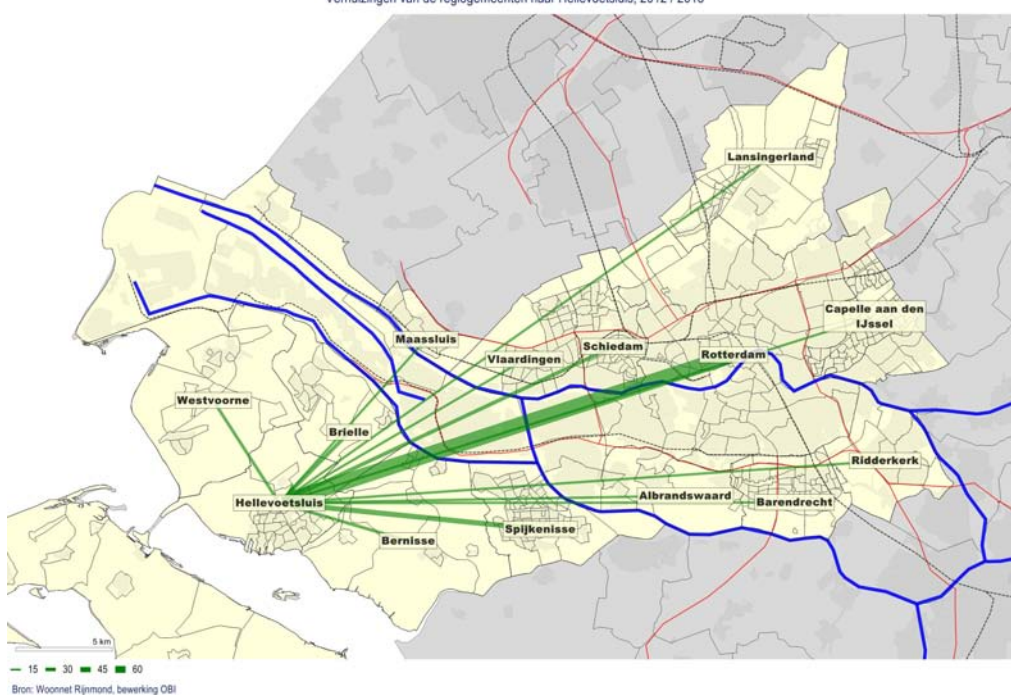 Verhuizingen van de regiogemeenten naar Hellevoetsluis, 2012 / 2013
Lansingerland
Capelle aan den
IJssel
Maassluis
Schiedam
Vlaardingen
Rotterdam
Westvoorne
Brielle
Ridderkerk
Hellevoetsluis
Albrandswaard
Barendrecht
Spijkenisse
Bernisse
5 km
15 30 45 60
Bron: Woonnet Rijnmond, bewerking OBI